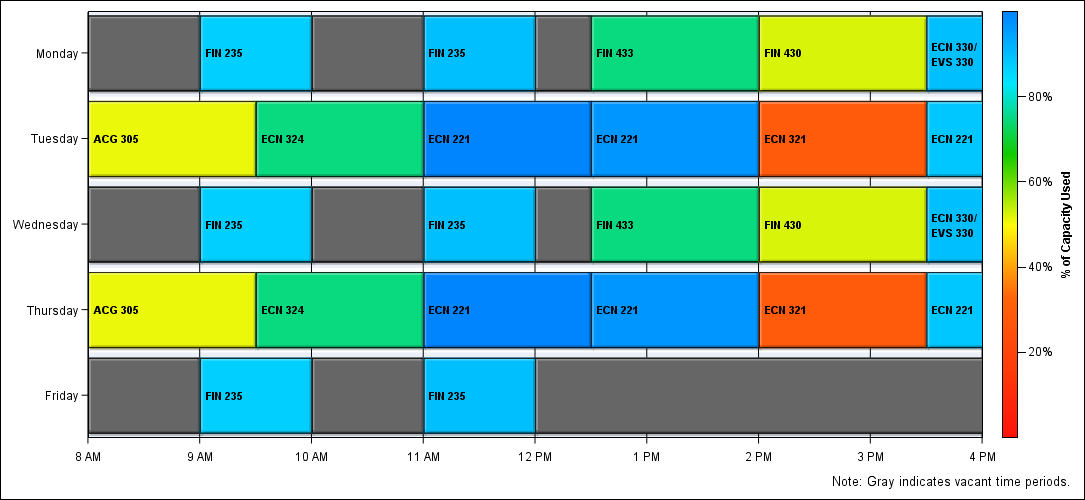 Monday
FIN 235
FIN 235
FIN 433
FIN 430
ECN 330/
EVS 330
Tuesday
ACG 305
ECN 324
ECN 221
ECN 221
ECN 321
ECN 221
Wednesday
FIN 235
FIN 235
FIN 433
FIN 430
ECN 330/
EVS 330
Thursday
ACG 305
ECN 324
ECN 221
ECN 221
ECN 321
ECN 221
Friday
FIN 235
FIN 235
8 AM 9 AM 10 AM 11 AM 12 PM 1 PM 2 PM 3 PM 4 PM
80%
60%
40%
20%
% of Capacity Used
Note: Gray indicates vacant time periods.